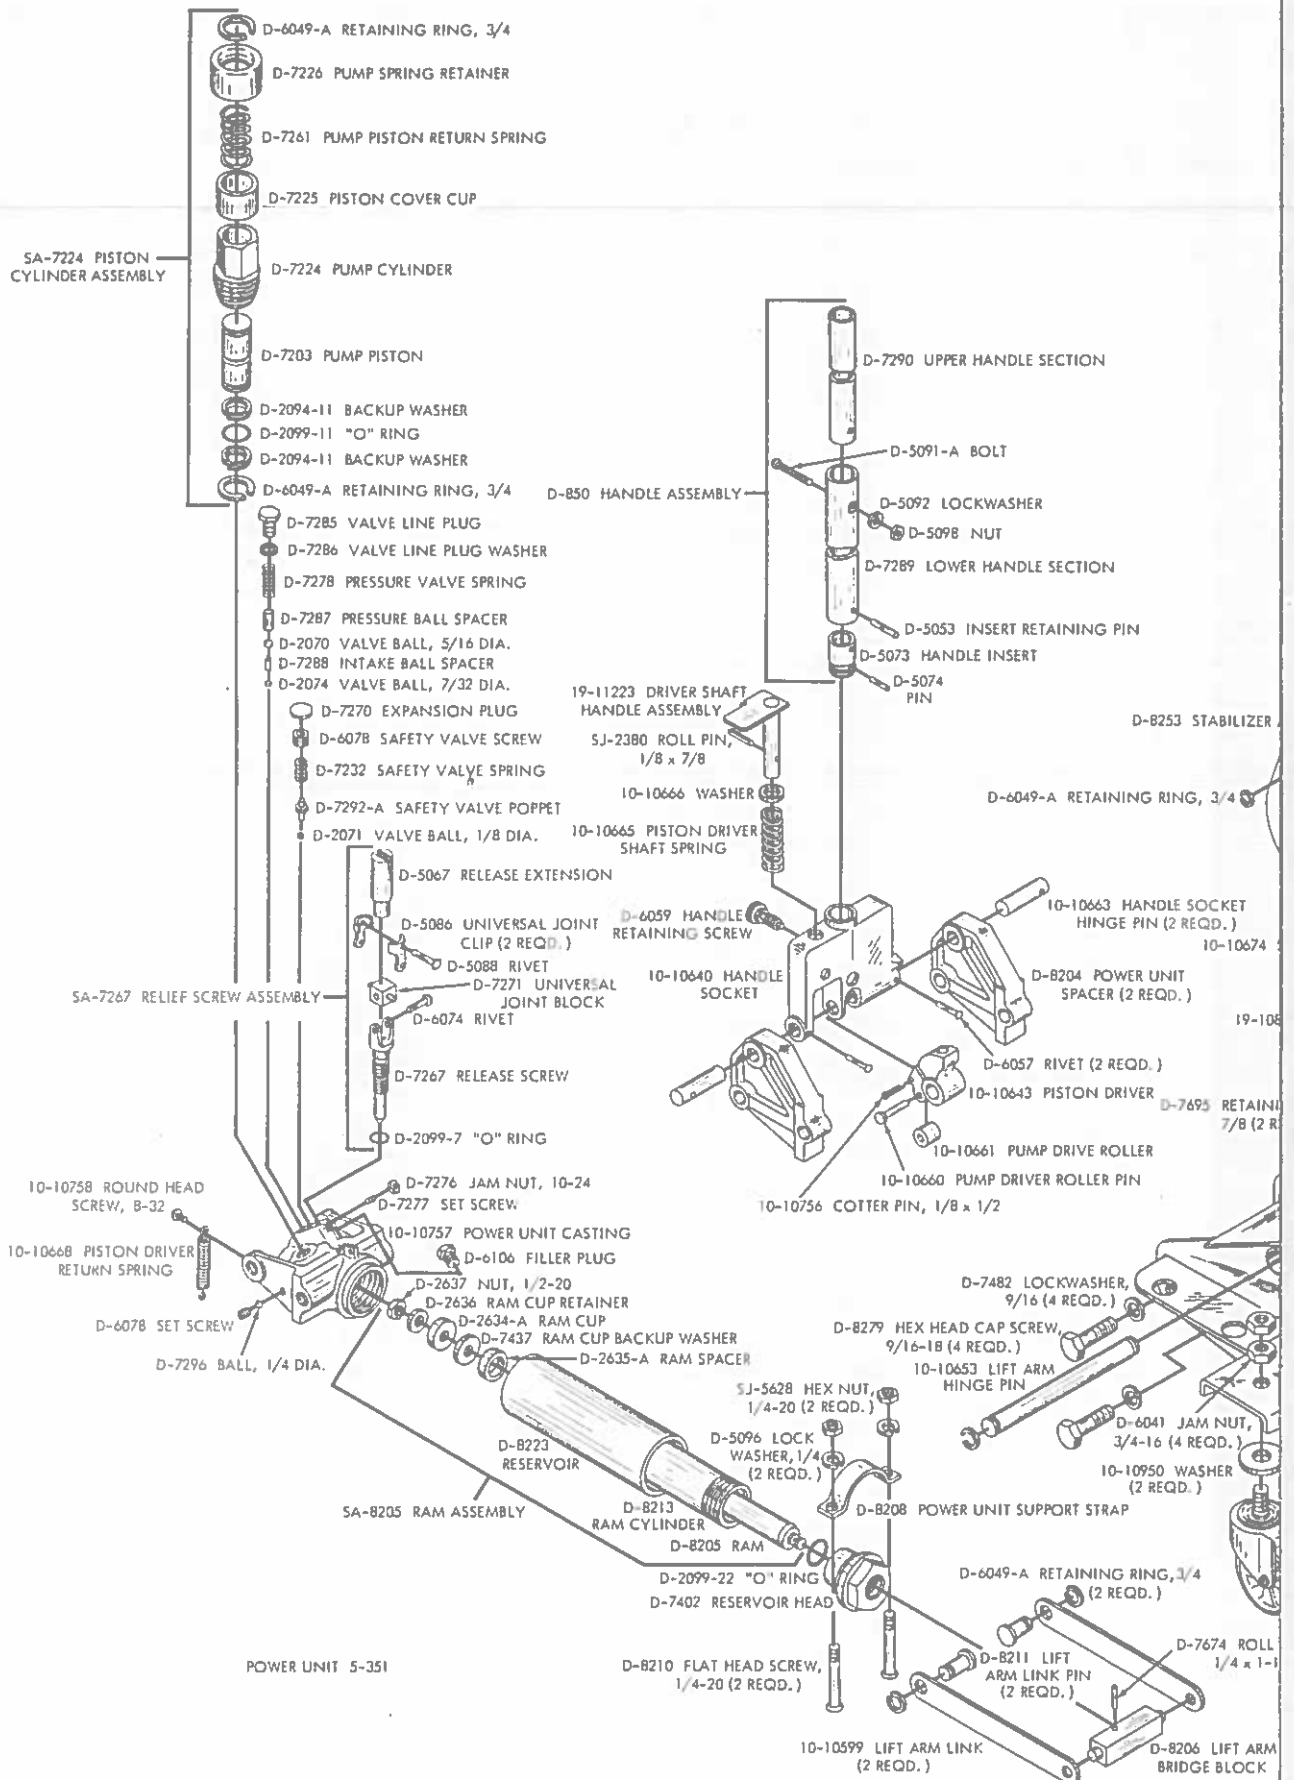 D-6049-A RETAINING RING, 3/4
D-7226 PUMP SPRING RETAINER
D-7261 PUMP PISTON RETURN SPRING
D-7225 PISTON COVER CUP
SA-7224 PISTON
CYLINDER ASSEMBLY
D-7224 PUMP CYLINDER
D-7203 PUMP PISTON
D-2094-11 BACKUP WASHER
D-2099-11 "O" RING
D-2094-11 BACKUP WASHER
D-6049-A RETAINING RING, 3/4
D-7285 VALVE LINE PLUG
D-7286 VALVE LINE PLUG WASHER
D-7278 PRESSURE VALVE SPRING
D-7287 PRESSURE BALL SPACER
D-2070 VALVE BALL, 5/16 DIA.
D-7288 INTAKE BALL SPACER
D-2074 VALVE BALL, 7/32 DIA.
D-7270 EXPANSION PLUG
D-6078 SAFETY VALVE SCREW
D-7232 SAFETY VALVE SPRING
D-7292-A SAFETY VALVE POPPET
D-2071 VALVE BALL, 1/8 DIA.
D-5067 RELEASE EXTENSION
D-5086 UNIVERSAL JOINT
CLIP (2 REQD.)
D-5088 RIVET
D-7271 UNIVERSAL
JOINT BLOCK
SA-7267 RELIEF SCREW ASSEMBLY
D-6074 RIVET
D-7267 RELEASE SCREW
D-2099-7 "O" RING
D-7276 JAM NUT, 10-24
D-7277 SET SCREW
10-10758 ROUND HEAD
SCREW, 8-32
10-10757 POWER UNIT CASTING
10-10668 PISTON DRIVER
RETURN SPRING
D-6106 FILLER PLUG
D-2637 NUT, 1/2-20
D-2636 RAM CUP RETAINER
D-2634-A RAM CUP
D-7437 RAM CUP BACKUP WASHER
D-2635-A RAM SPACER
D-6078 SET SCREW
D-7296 BALL, 1/4 DIA.
D-7290 UPPER HANDLE SECTION
D-5091-A BOLT
D-850 HANDLE ASSEMBLY
D-5092 LOCKWASHER
D-5098 NUT
D-7289 LOWER HANDLE SECTION
D-5053 INSERT RETAINING PIN
D-5073 HANDLE INSERT
D-5074
PIN
19-11223 DRIVER SHAFT
HANDLE ASSEMBLY
SJ-2380 ROLL PIN,
1/8 x 7/8
10-10666 WASHER
10-10665 PISTON DRIVER
SHAFT SPRING
D-8253 STABILIZER
D-6049-A RETAINING RING, 3/4
D-6059 HANDLE
RETAINING SCREW
10-10663 HANDLE SOCKET
HINGE PIN (2 REQD.)
10-10674
10-10640 HANDLE
SOCKET
D-8204 POWER UNIT
SPACER (2 REQD.)
19-108
D-6057 RIVET (2 REQD.)
10-10643 PISTON DRIVER
D-7695 RETAINI
7/8 (2 R
10-10661 PUMP DRIVE ROLLER
10-10660 PUMP DRIVER ROLLER PIN
10-10756 COTTER PIN, 1/8 x 1/2
D-7482 LOCKWASHER,
9/16 (4 REQD.)
D-8279 HEX HEAD CAP SCREW,
9/16-18 (4 REQD.)
10-10653 LIFT ARM
HINGE PIN
SJ-5628 HEX NUT,
1/4-20 (2 REQD.)
D-5096 LOCK
WASHER, 1/4
(2 REQD.)
D-6041 JAM NUT,
3/4-16 (4 REQD.)
10-10950 WASHER
(2 REQD.)
D-8223
RESERVOIR
SA-8205 RAM ASSEMBLY
D-8213
RAM CYLINDER
D-8205 RAM
D-8208 POWER UNIT SUPPORT STRAP
D-2099-22 "O" RING
D-7402 RESERVOIR HEAD
D-6049-A RETAINING RING, 3/4
(2 REQD.)
POWER UNIT 5-351
D-8210 FLAT HEAD SCREW,
1/4-20 (2 REQD.)
D-8211 LIFT
ARM LINK PIN
(2 REQD.)
D-7674 ROLL
1/4 x 1-1
10-10599 LIFT ARM LINK
(2 REQD.)
D-8206 LIFT ARM
BRIDGE BLOCK